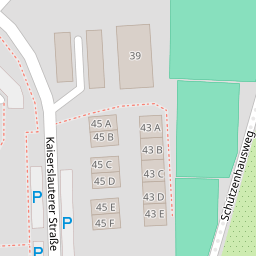 39
45 A
45 B
43 A
43 B
45 C
45 D
43 C
43 D
45 E
45 F
43 E
Kaiserslauterer Straße
Schützenhausweg
P
P